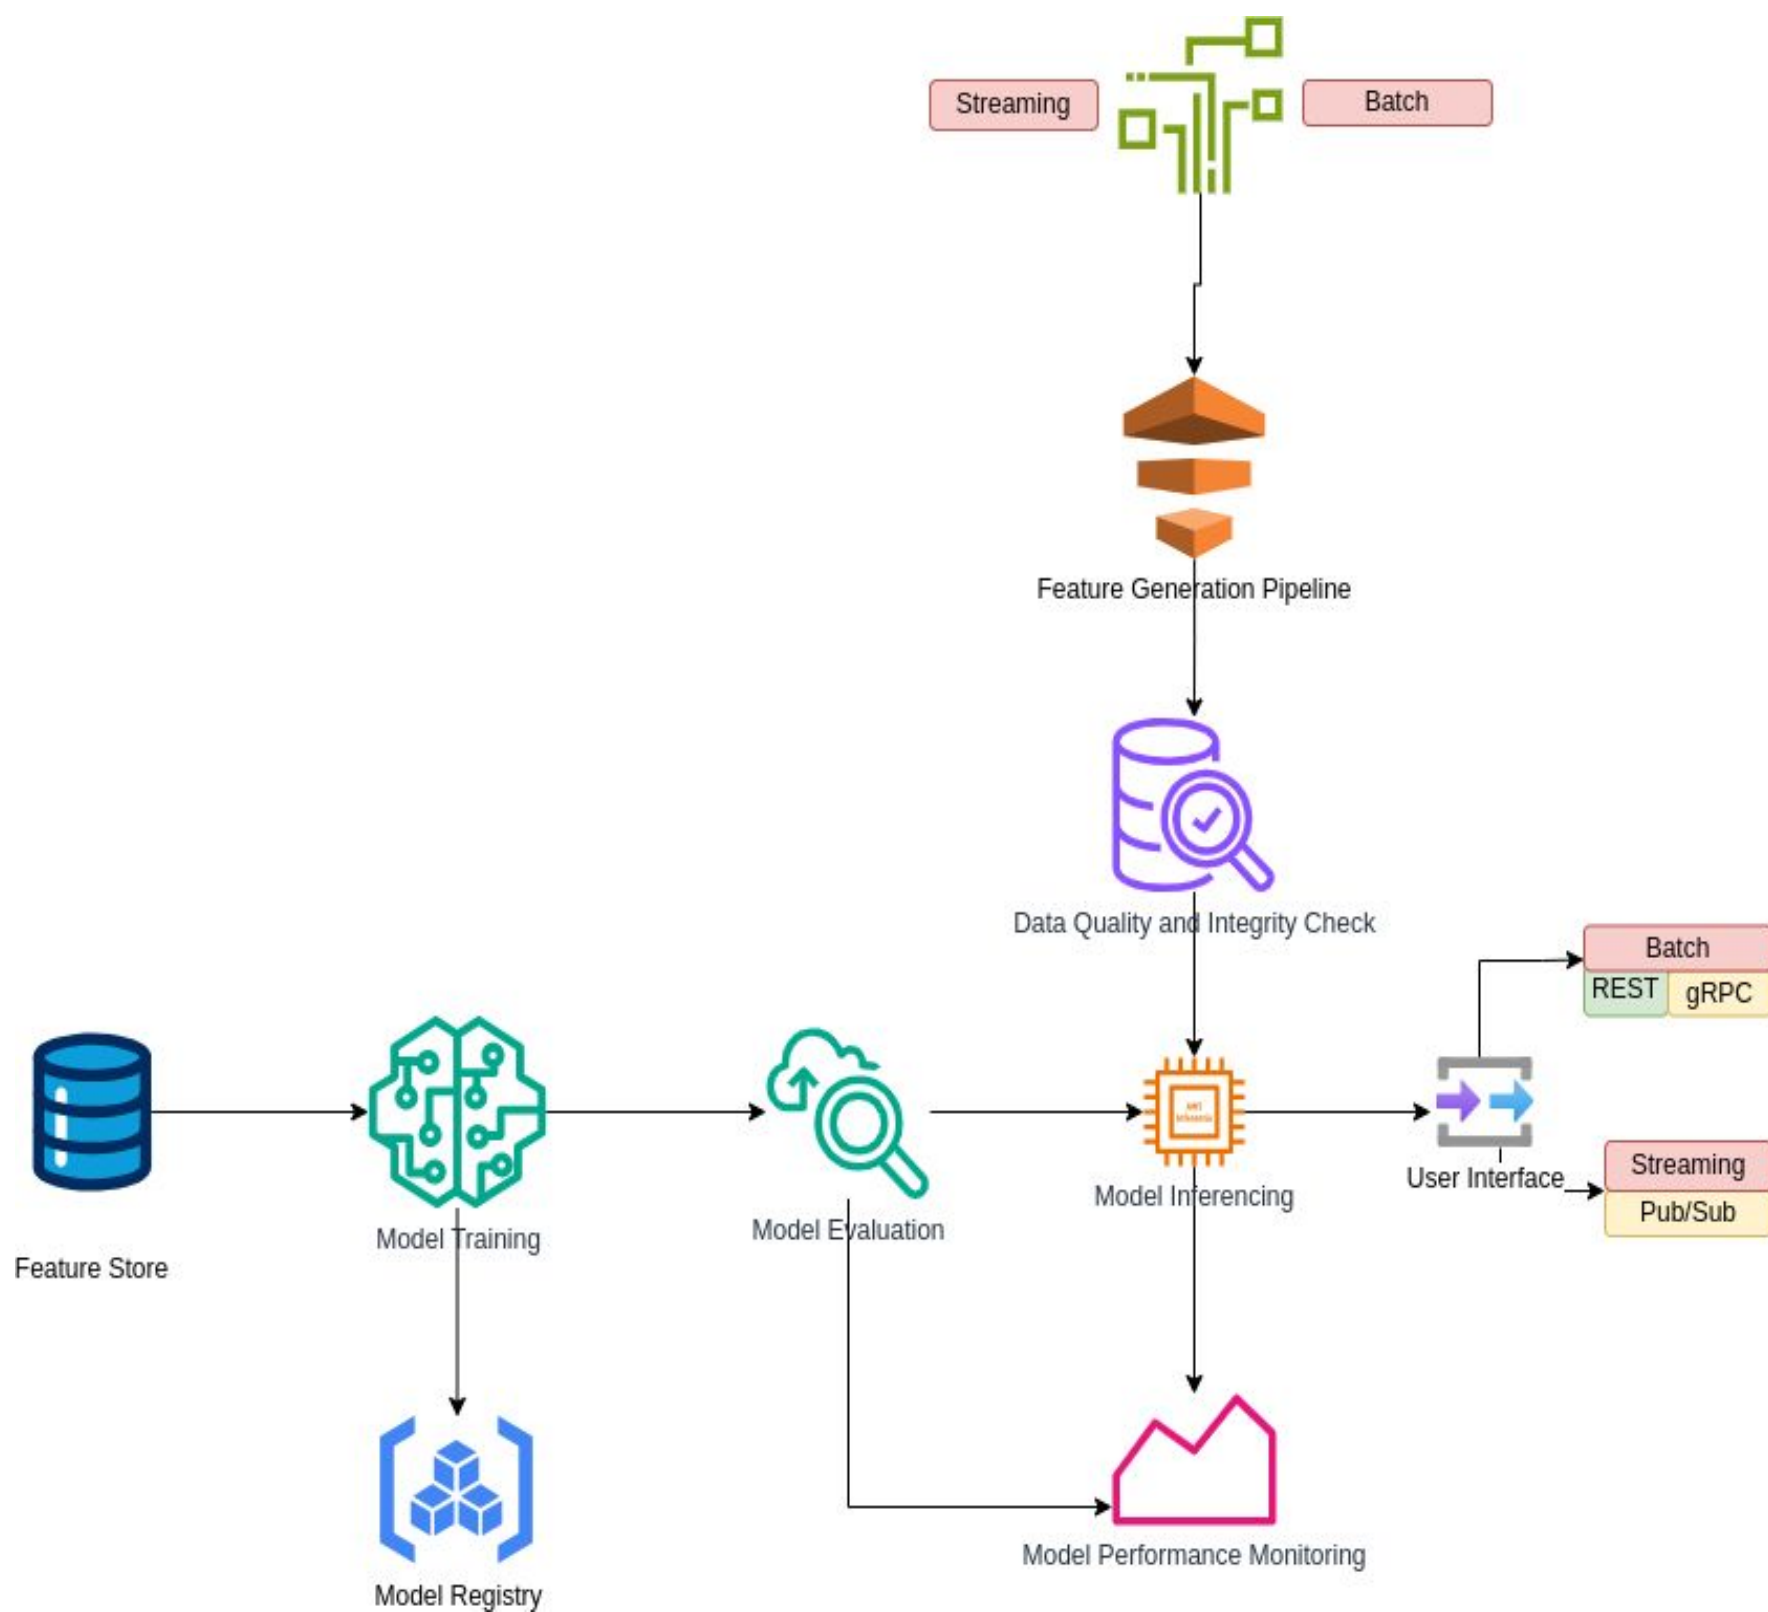 Streaming
Batch
Feature Generation Pipeline
Data Quality and Integrity Check
Batch
REST
gRPC
User Interface
Streaming
Pub/Sub
Model Inferencing
Model Evaluation
Model Training
Feature Store
Model Performance Monitoring
Model Registry